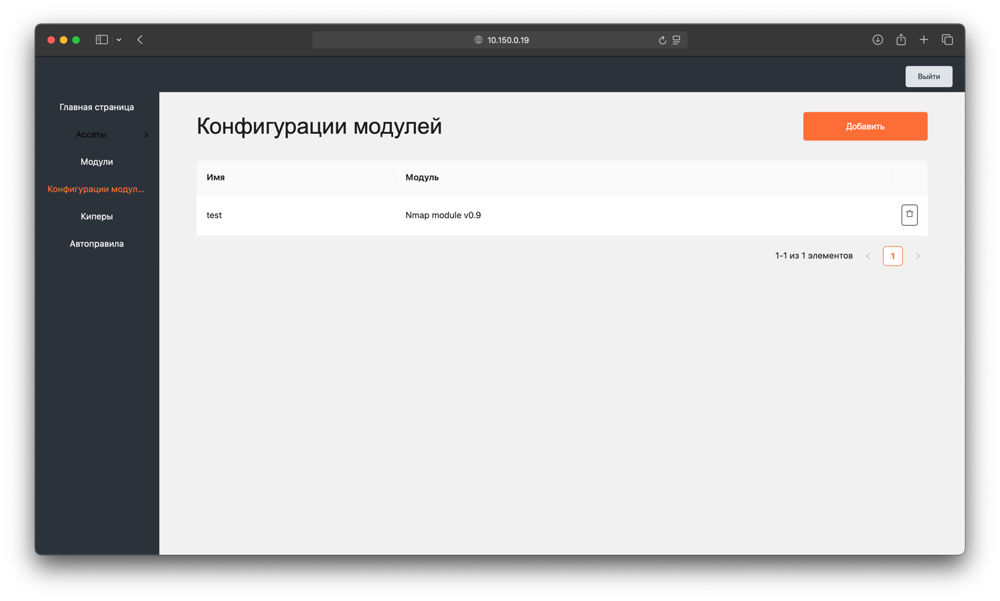 10.150.0.19
Выйти
Главная страница
Ассеты
Модули
Конфигурации модул...
Киперы
Автоправила
Конфигурации модулей
Добавить
Имя Модуль
test Nmap module v0.9
1-1 из 1 элементов 1